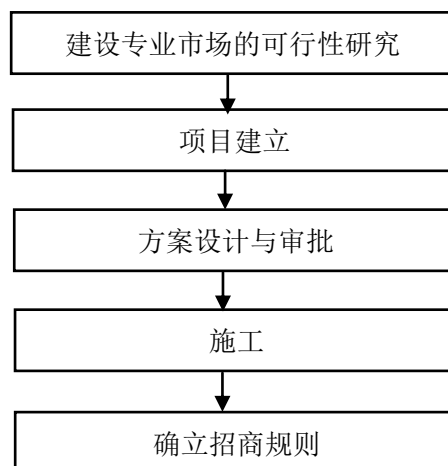 建设专业市场的可行性研究
项目建立
方案设计与审批
施工
确立招商规则